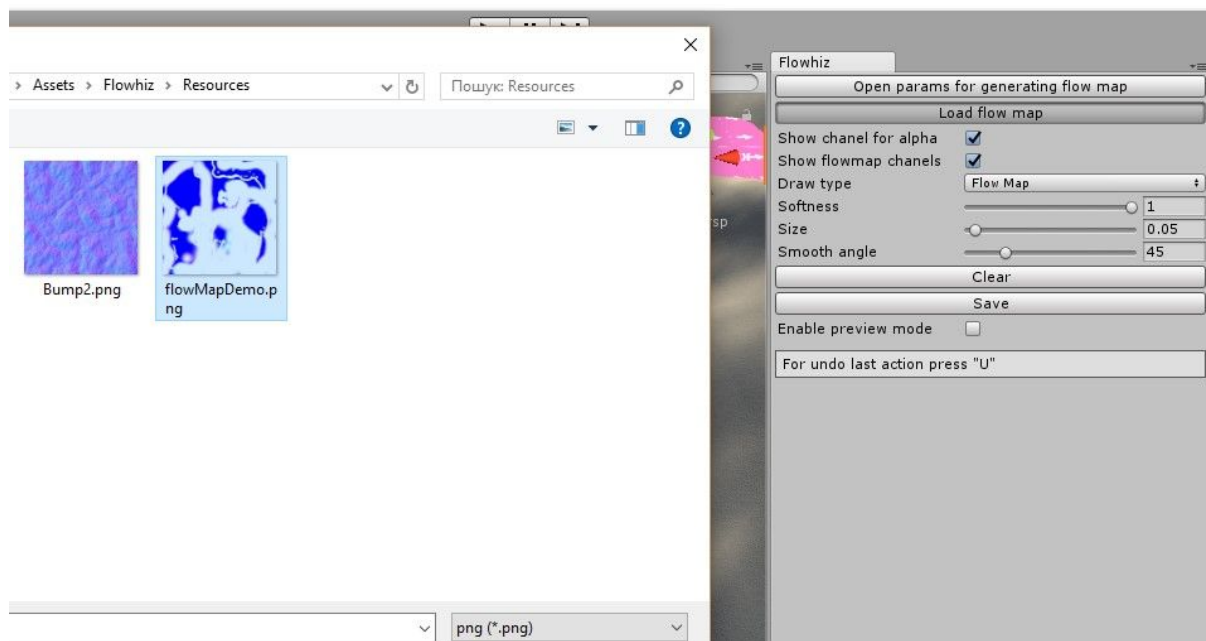 > Assets > Flowhiz > Resources
Пошук: Resources
Bump2.png
flowMapDemo.p
ng
png (*.png)
sp
Flowhiz
Open params for generating flow map
Load flow map
Show chanel for alpha
Show flowmap chanels
Draw type Flow Map
Softness 1
Size 0.05
Smooth angle 45
Clear
Save
Enable preview mode
For undo last action press "U"